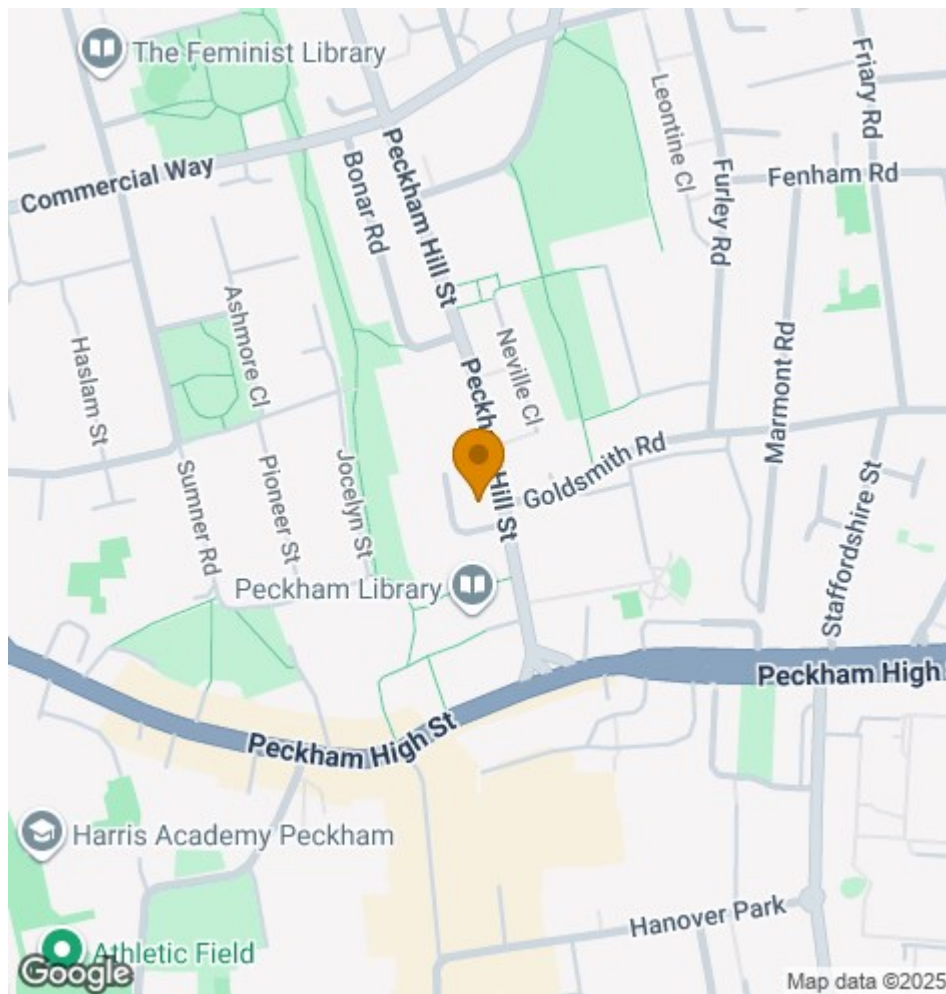 The Feminist Library
Friary Rd
Leontine Cl
Peckham Hill St
Commercial Way
Bonar Rd
Furley Rd
Fenham Rd
Ashmore Cl
Haslam St
Neville Cl
Marmont Rd
Peckham Hill St
Goldsmith Rd
Jocelyn St
Pioneer St
Sumner Rd
Staffordshire St
Peckham Library
Peckham High
Peckham High St
Harris Academy Peckham
Hanover Park
Athletic Field
Google
Map data ©2025